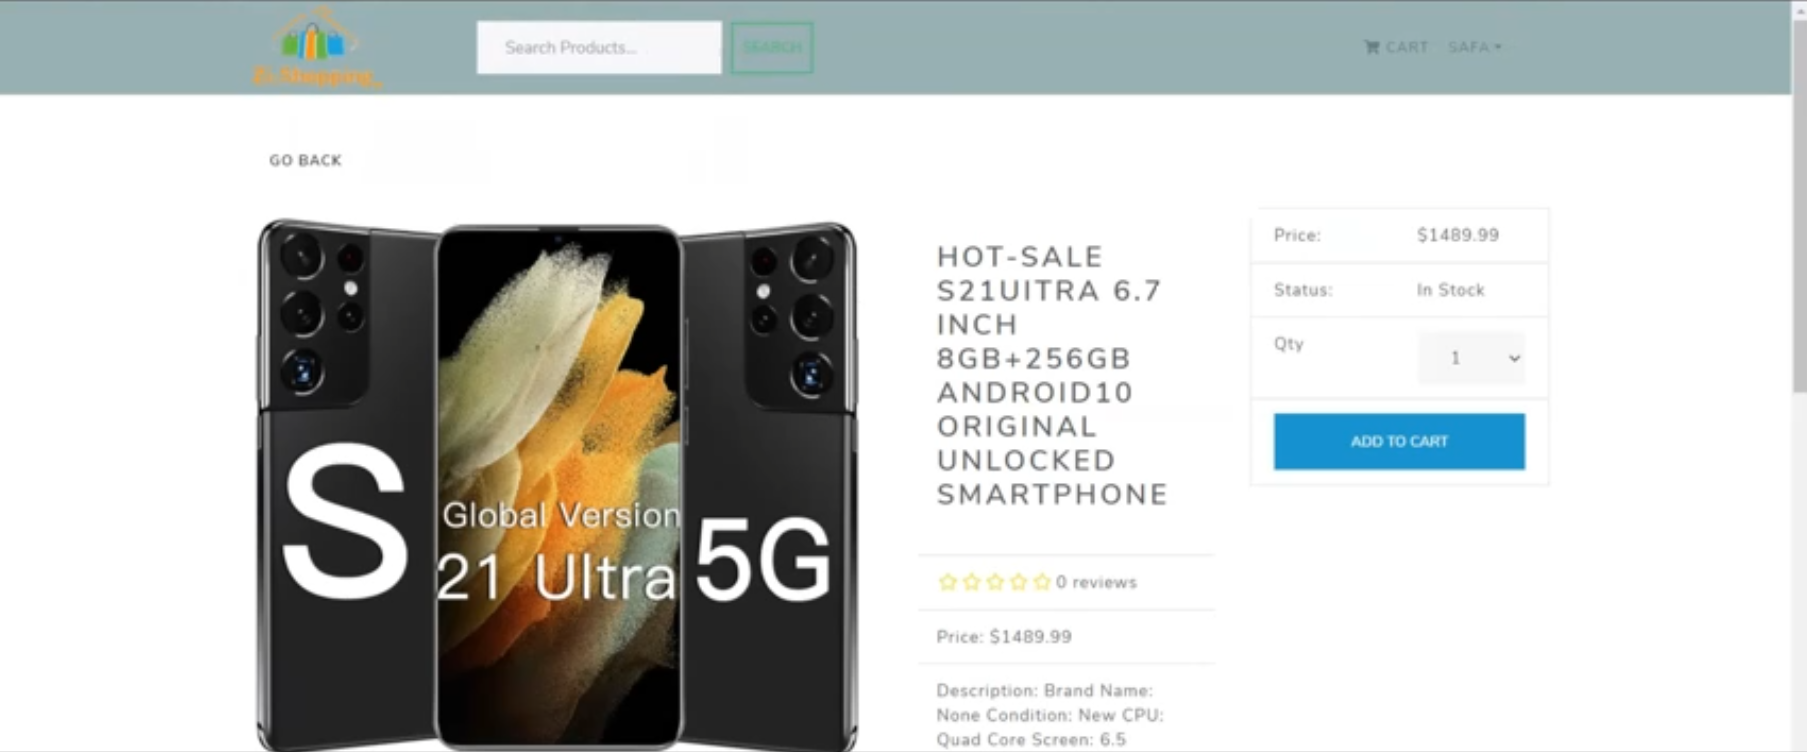 Zi Shopping
Search Products...
SEARCH
CART
SAFA
GO BACK
S
Global Version
21 Ultra
5G
HOT-SALE
S21UITRA 6.7
INCH
8GB+256GB
ANDROID10
ORIGINAL
UNLOCKED
SMARTPHONE
0 reviews
Price: $1489.99
Description: Brand Name:
None Condition: New CPU:
Quad Core Screen: 6.5
Price: $1489.99
Status: In Stock
Qty 1
ADD TO CART